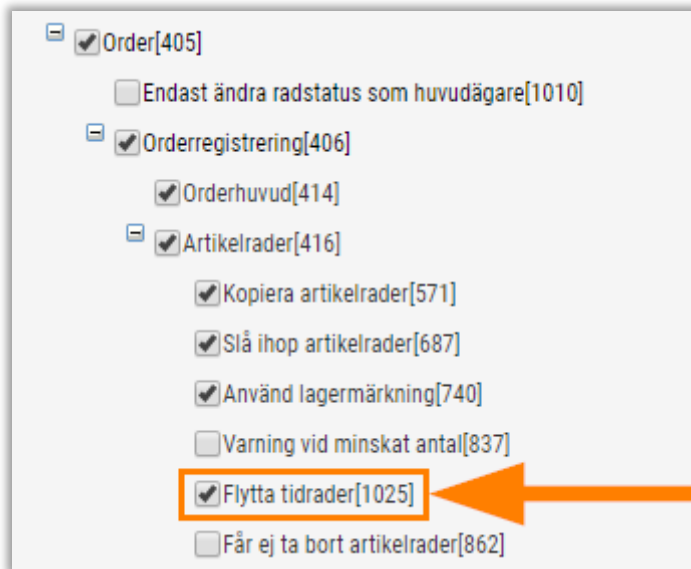 Order[405]
Endast ändra radstatus som huvudägare[1010]
Orderregistrering[406]
Orderhuvud[414]
Artikelrader[416]
Kopiera artikelrader[571]
Slå ihop artikelrader[687]
Använd lagermärkning[740]
Varning vid minskat antal[837]
Flytta tidrader[1025]
Får ej ta bort artikelrader[862]